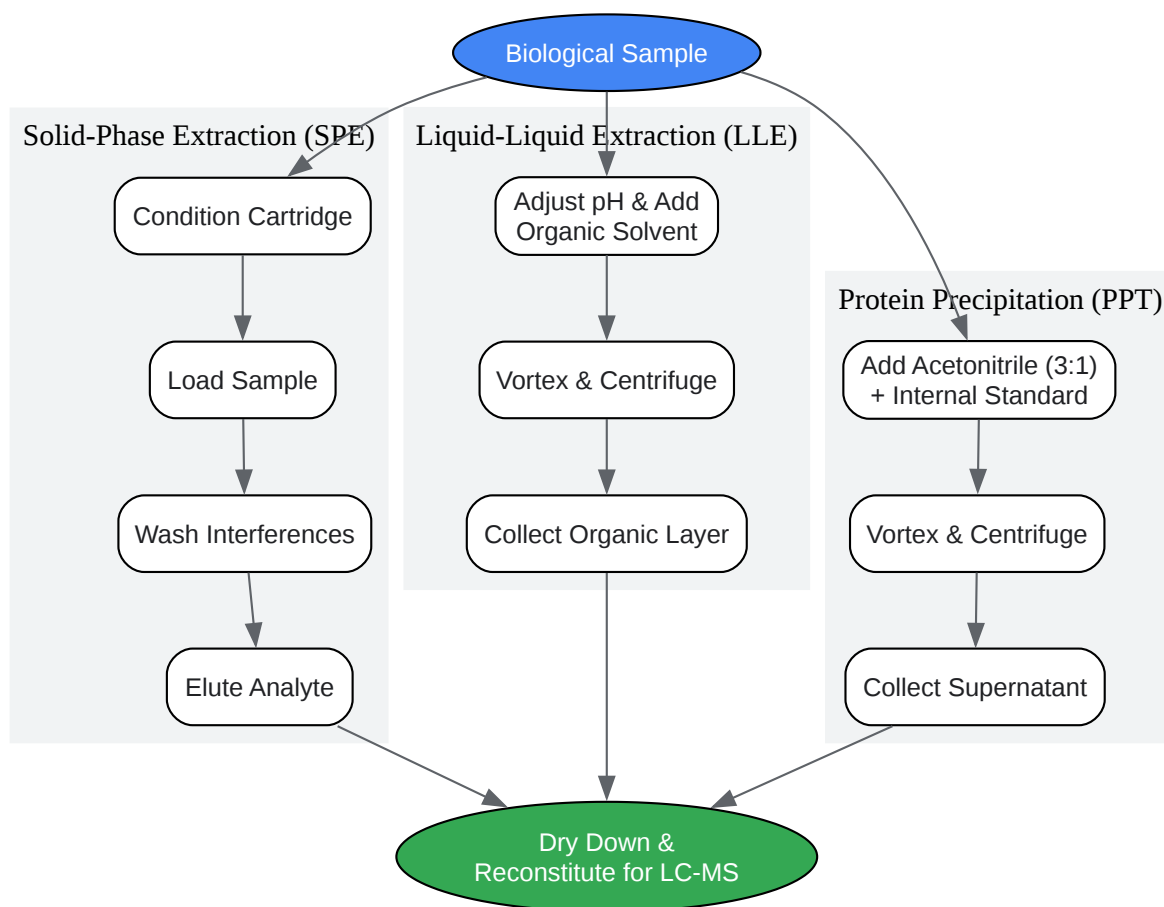 Biological Sample
Solid-Phase Extraction (SPE)
Condition Cartridge
Load Sample
Wash Interferences
Elute Analyte
Liquid-Liquid Extraction (LLE)
Adjust pH & Add
Organic Solvent
Vortex & Centrifuge
Collect Organic Layer
Protein Precipitation (PPT)
Add Acetonitrile (3:1)
+ Internal Standard
Vortex & Centrifuge
Collect Supernatant
Dry Down &
Reconstitute for LC-MS